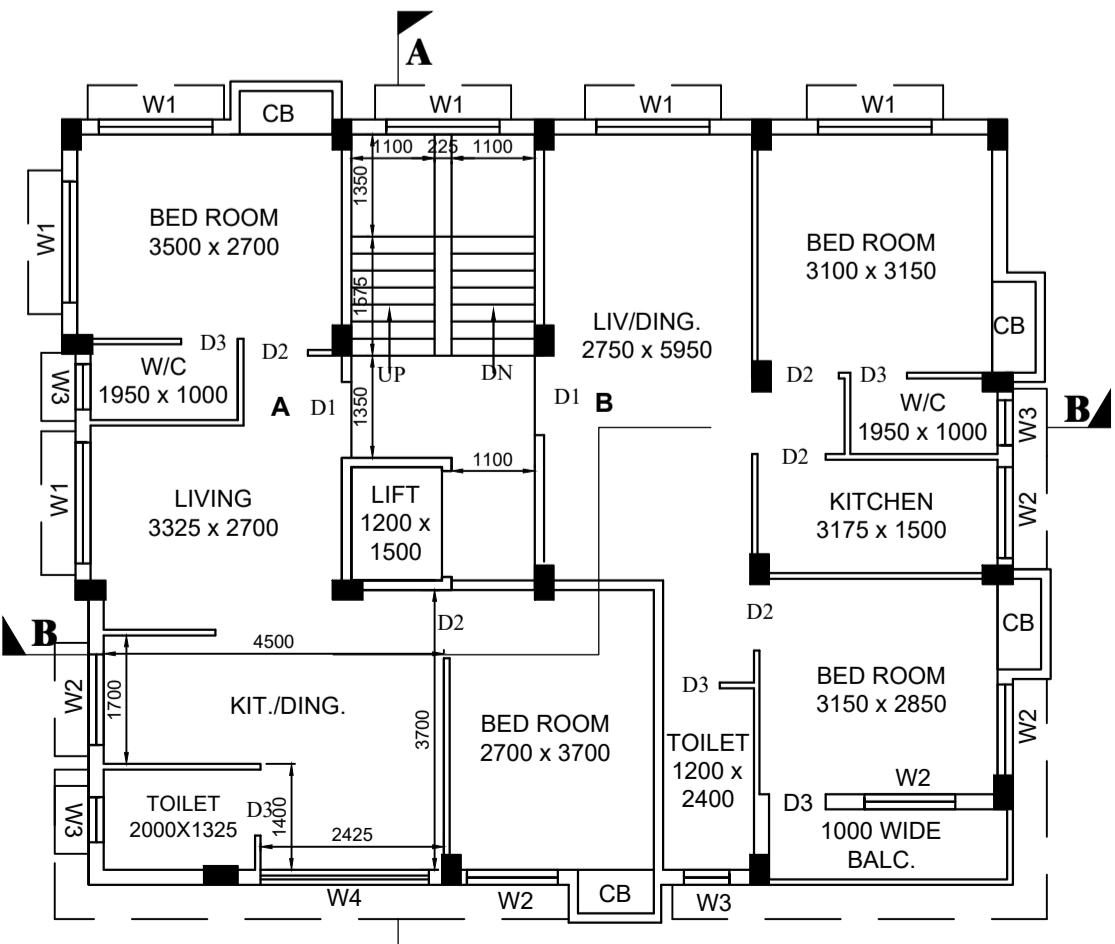 A
W1
CB
W1
W1
W1
1100
225
1100
1350
BED ROOM
3500 x 2700
W1
BED ROOM
3100 x 3150
1575
LIV/DING.
2750 x 5950
CB
D3
D2
W/C
1950 x 1000
W3
UP
DN
D2
D3
A
D1
1350
D1
B
W/C
1950 x 1000
W3
B
D2
1100
W1
LIVING
3325 x 2700
LIFT
1200 x
1500
KITCHEN
3175 x 1500
W2
D2
D2
CB
B
4500
W2
1700
KIT./DING.
3700
BED ROOM
2700 x 3700
D3
BED ROOM
3150 x 2850
W2
TOILET
1200 x
2400
W2
W3
TOILET
2000X1325
D3
1400
2425
D3
1000 WIDE
BALC.
W4
W2
CB
W3